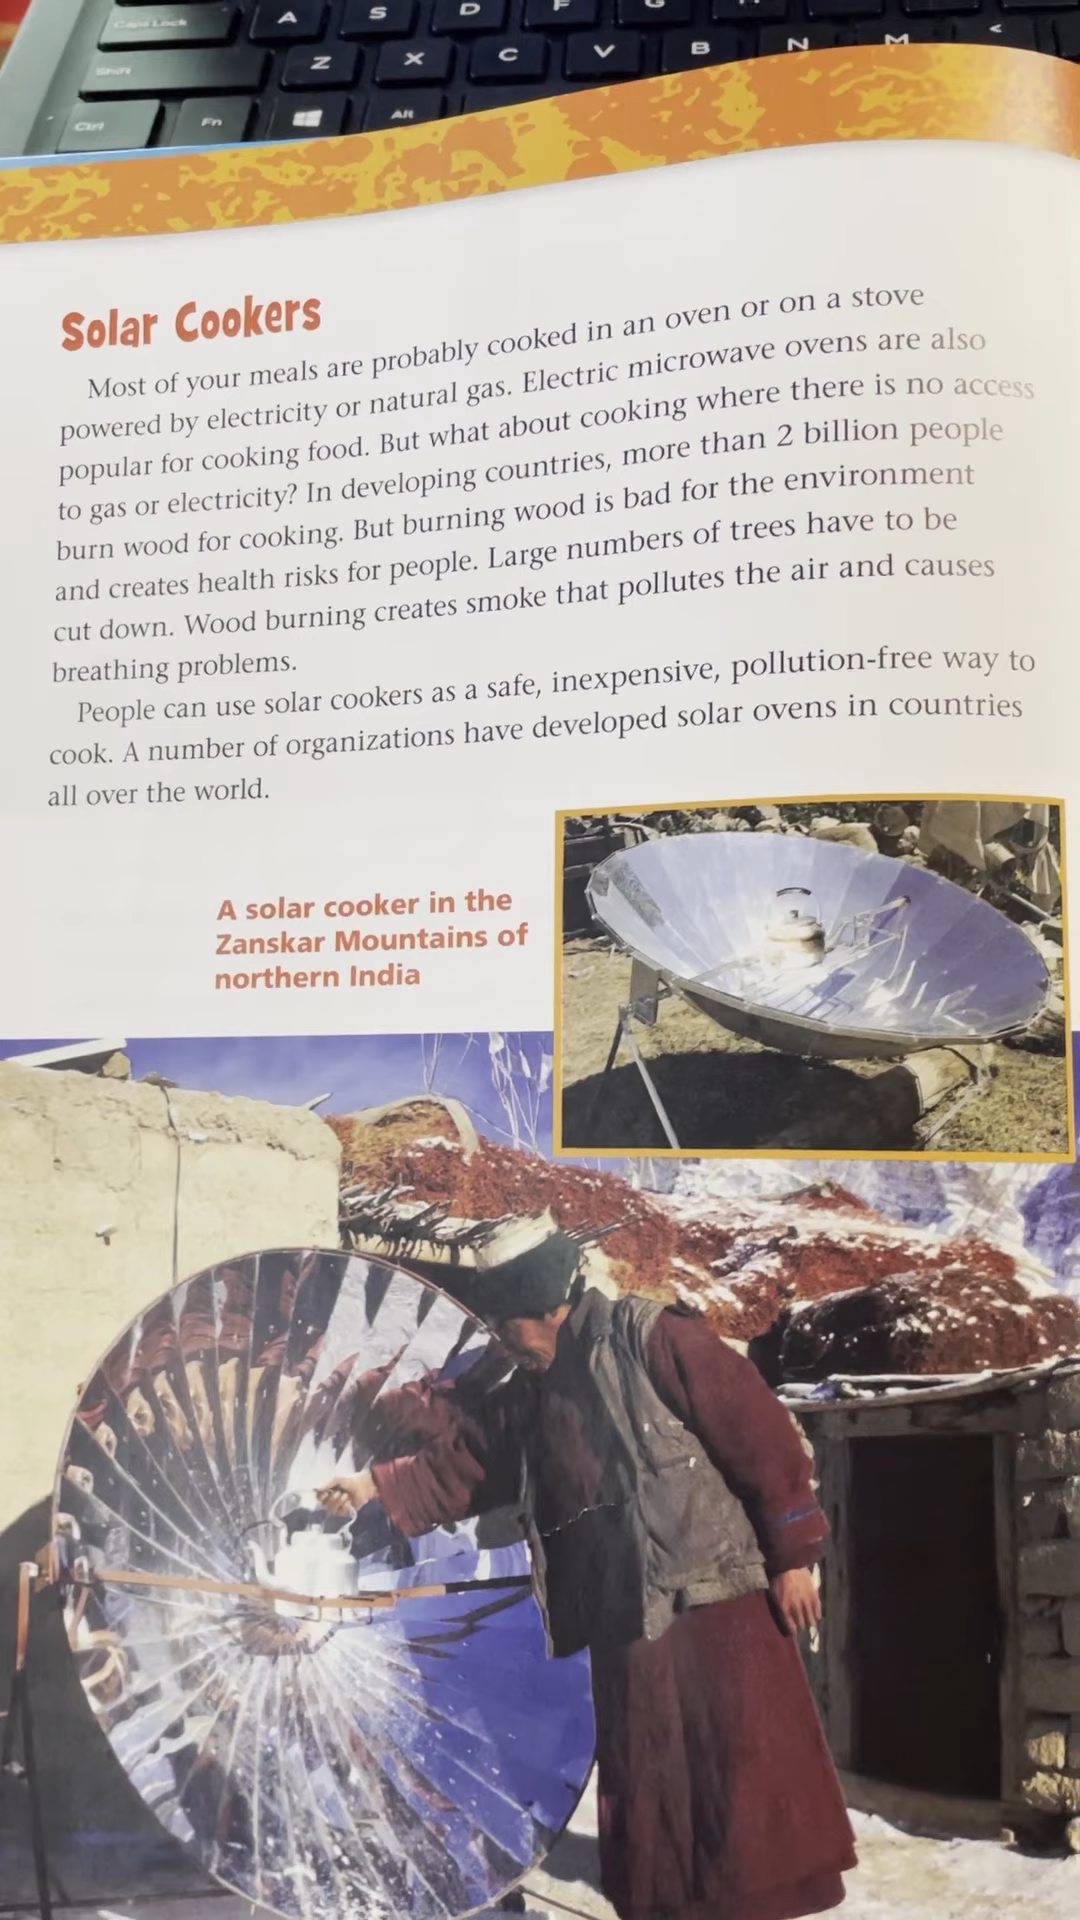 Caps Lock A S D F G
Shift Z X C V B N M <
Ctrl Fn Alt
Solar Cookers
Most of your meals are probably cooked in an oven or on a stove
powered by electricity or natural gas. Electric microwave ovens are also
popular for cooking food. But what about cooking where there is no access
to gas or electricity? In developing countries, more than 2 billion people
burn wood for cooking. But burning wood is bad for the environment
and creates health risks for people. Large numbers of trees have to be
cut down. Wood burning creates smoke that pollutes the air and causes
breathing problems.
People can use solar cookers as a safe, inexpensive, pollution-free way to
cook. A number of organizations have developed solar ovens in countries
all over the world.
A solar cooker in the
Zanskar Mountains of
northern India